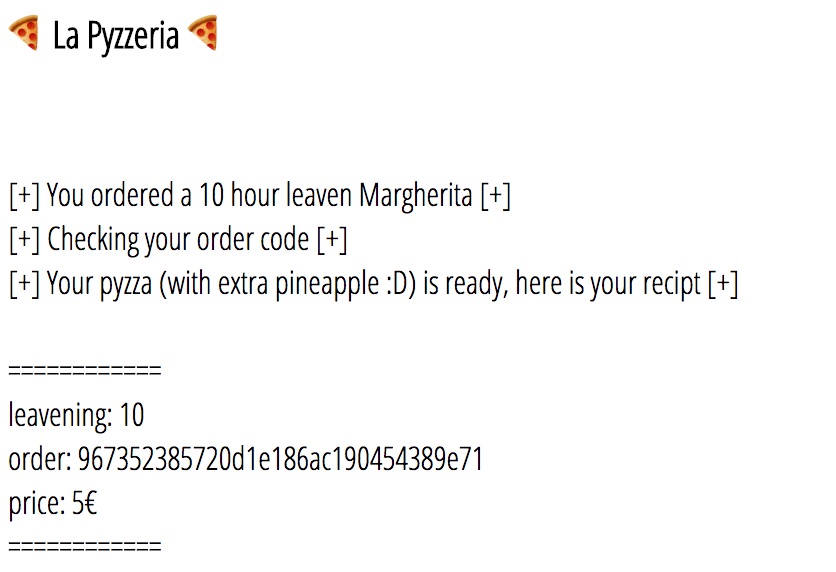 🍕 La Pyzzeria 🍕
[+] You ordered a 10 hour leaven Margherita [+]
[+] Checking your order code [+]
[+] Your pyzza (with extra pineapple :D) is ready, here is your recipt [+]
============
leavening: 10
order: 967352385720d1e186ac190454389e71
price: 5€
============